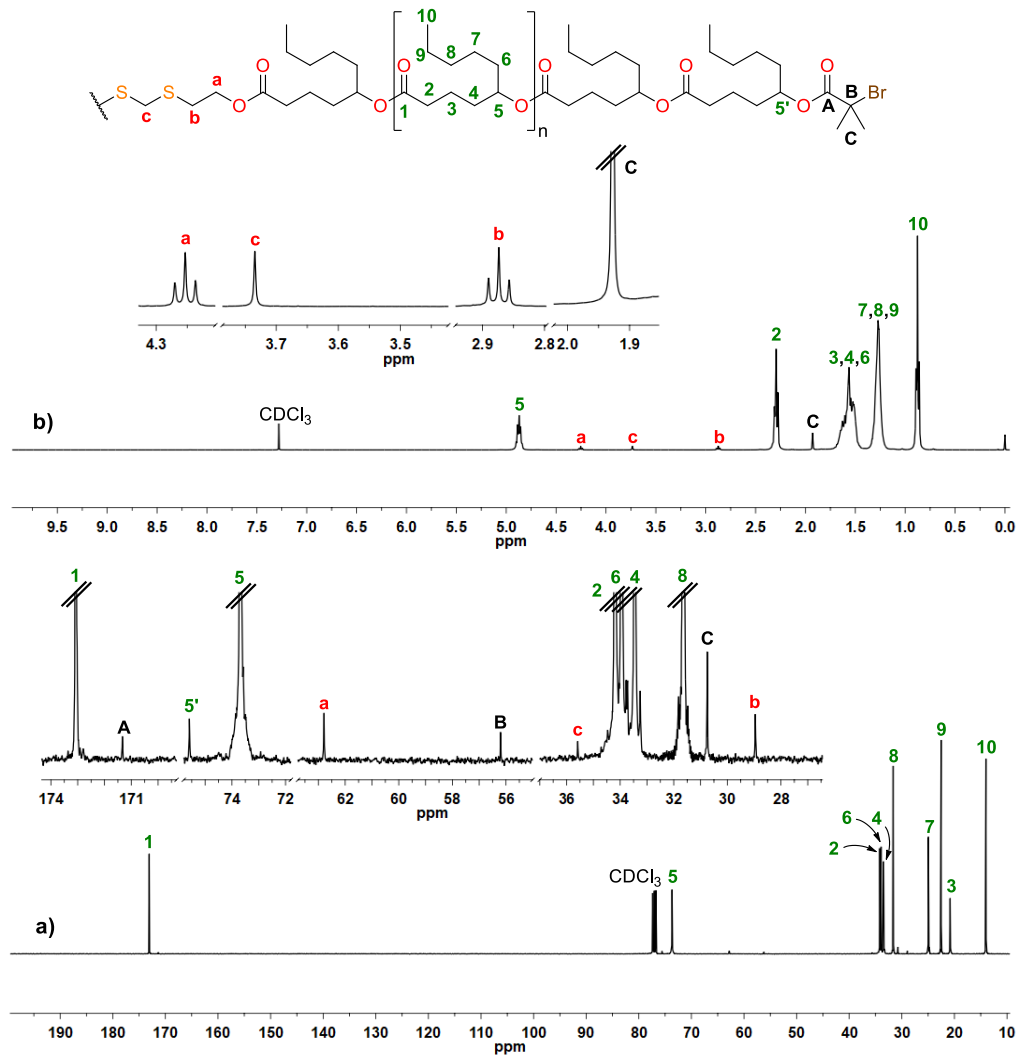 10
7
9 8 6
O O O O O
a
S S O O O O O Br
c b 1 2 3 4 5 n 5' A B
C
C
a c b
4.3 3.7 3.6 3.5 2.9 2.8 2.0 1.9
ppm
10
7,8,9
2
3,4,6
CDCl3
b) 5 a c b C
9.5 9.0 8.5 8.0 7.5 7.0 6.5 6.0 5.5 5.0 4.5 4.0 3.5 3.0 2.5 2.0 1.5 1.0 0.5 0.0
ppm
1 5 2 6 4 8
C
A 5' a B c b
174 171 74 72 62 60 58 56 36 34 32 30 28
ppm
9
8 10
6 4
1 2 7
CDCl3 5 3
a)
190 180 170 160 150 140 130 120 110 100 90 80 70 60 50 40 30 20 10
ppm